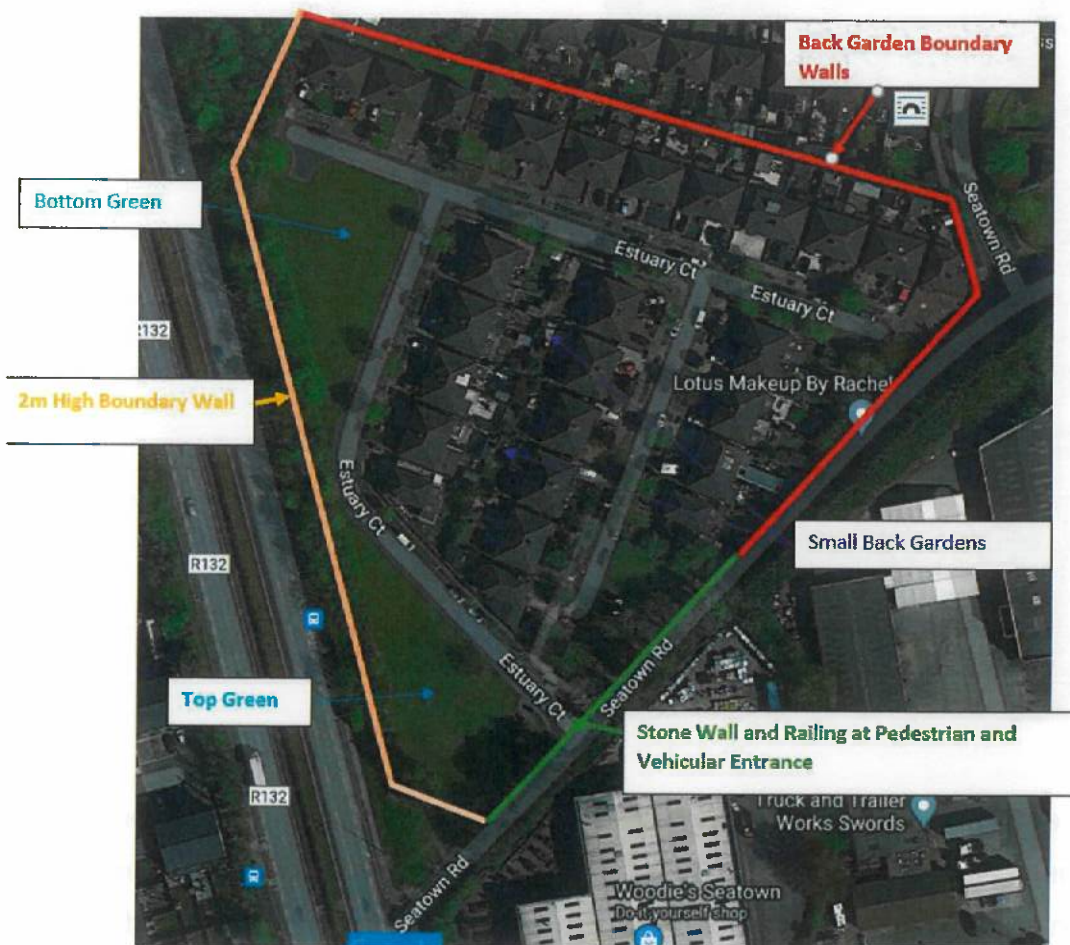 Back Garden Boundary
Walls
Seatown Rd
Bottom Green
Estuary Ct
Estuary Ct
R132
Lotus Makeup By Rachel
2m High Boundary Wall
Estuary Ct
Small Back Gardens
R132
Seatown Rd
Top Green
Estuary Ct
Stone Wall and Railing at Pedestrian and
Vehicular Entrance
R132
Truck and Trailer
Works Swords
Woodie's Seatown
Do it yourself shop
Seatown Rd